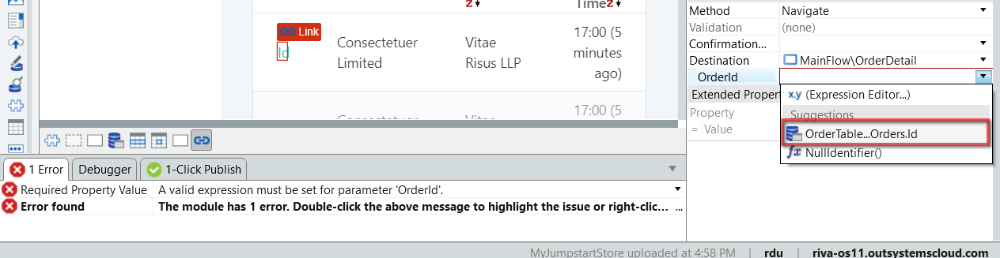 Time
Link
Id
Consectetuer
Limited
Vitae
Risus LLP
17:00 (5
minutes
ago)
Consectetuer
Vitae
17:00 (5
Method Navigate
Validation (none)
Confirmation...
Destination MainFlow\OrderDetail
OrderId
Extended Propert
x.y (Expression Editor...)
Property
Suggestions
= Value
OrderTable...Orders.Id
fx NullIdentifier()
1 Error Debugger 1-Click Publish
Required Property Value A valid expression must be set for parameter 'OrderId'.
Error found The module has 1 error. Double-click the above message to highlight the issue or right-clic... ...
MyJumpstartStore uploaded at 4:58 PM | rdu | riva-os11.outsystemscloud.com